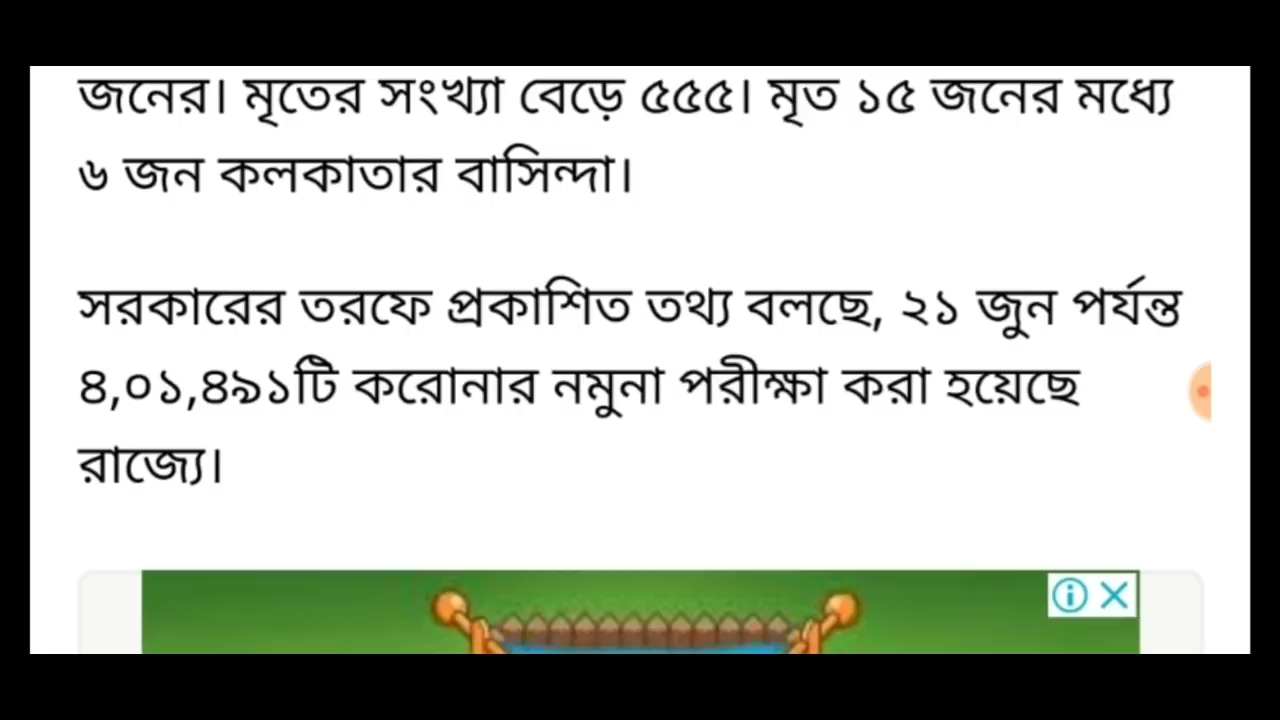 জনের। মৃতের সংখ্যা বেড়ে ৫৫৫। মৃত ১৫ জনের মধ্যে
৬ জন কলকাতার বাসিন্দা।
সরকারের তরফে প্রকাশিত তথ্য বলছে, ২১ জুন পর্যন্ত
৪,০১,৪৯১টি করোনার নমুনা পরীক্ষা করা হয়েছে
রাজ্যে।